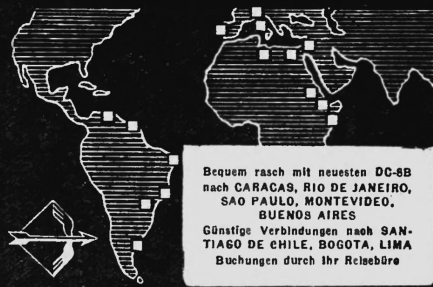 Bequem rasch mit neuesten DC-6B
nach CARACAS, RIO DE JANEIRO,
SAO PAULO, MONTEVIDEO,
BUENOS AIRES
Günstige Verbindungen nach SAN-
TIAGO DE CHILE, BOGOTA, LIMA
Buchungen durch Ihr Reisebüro